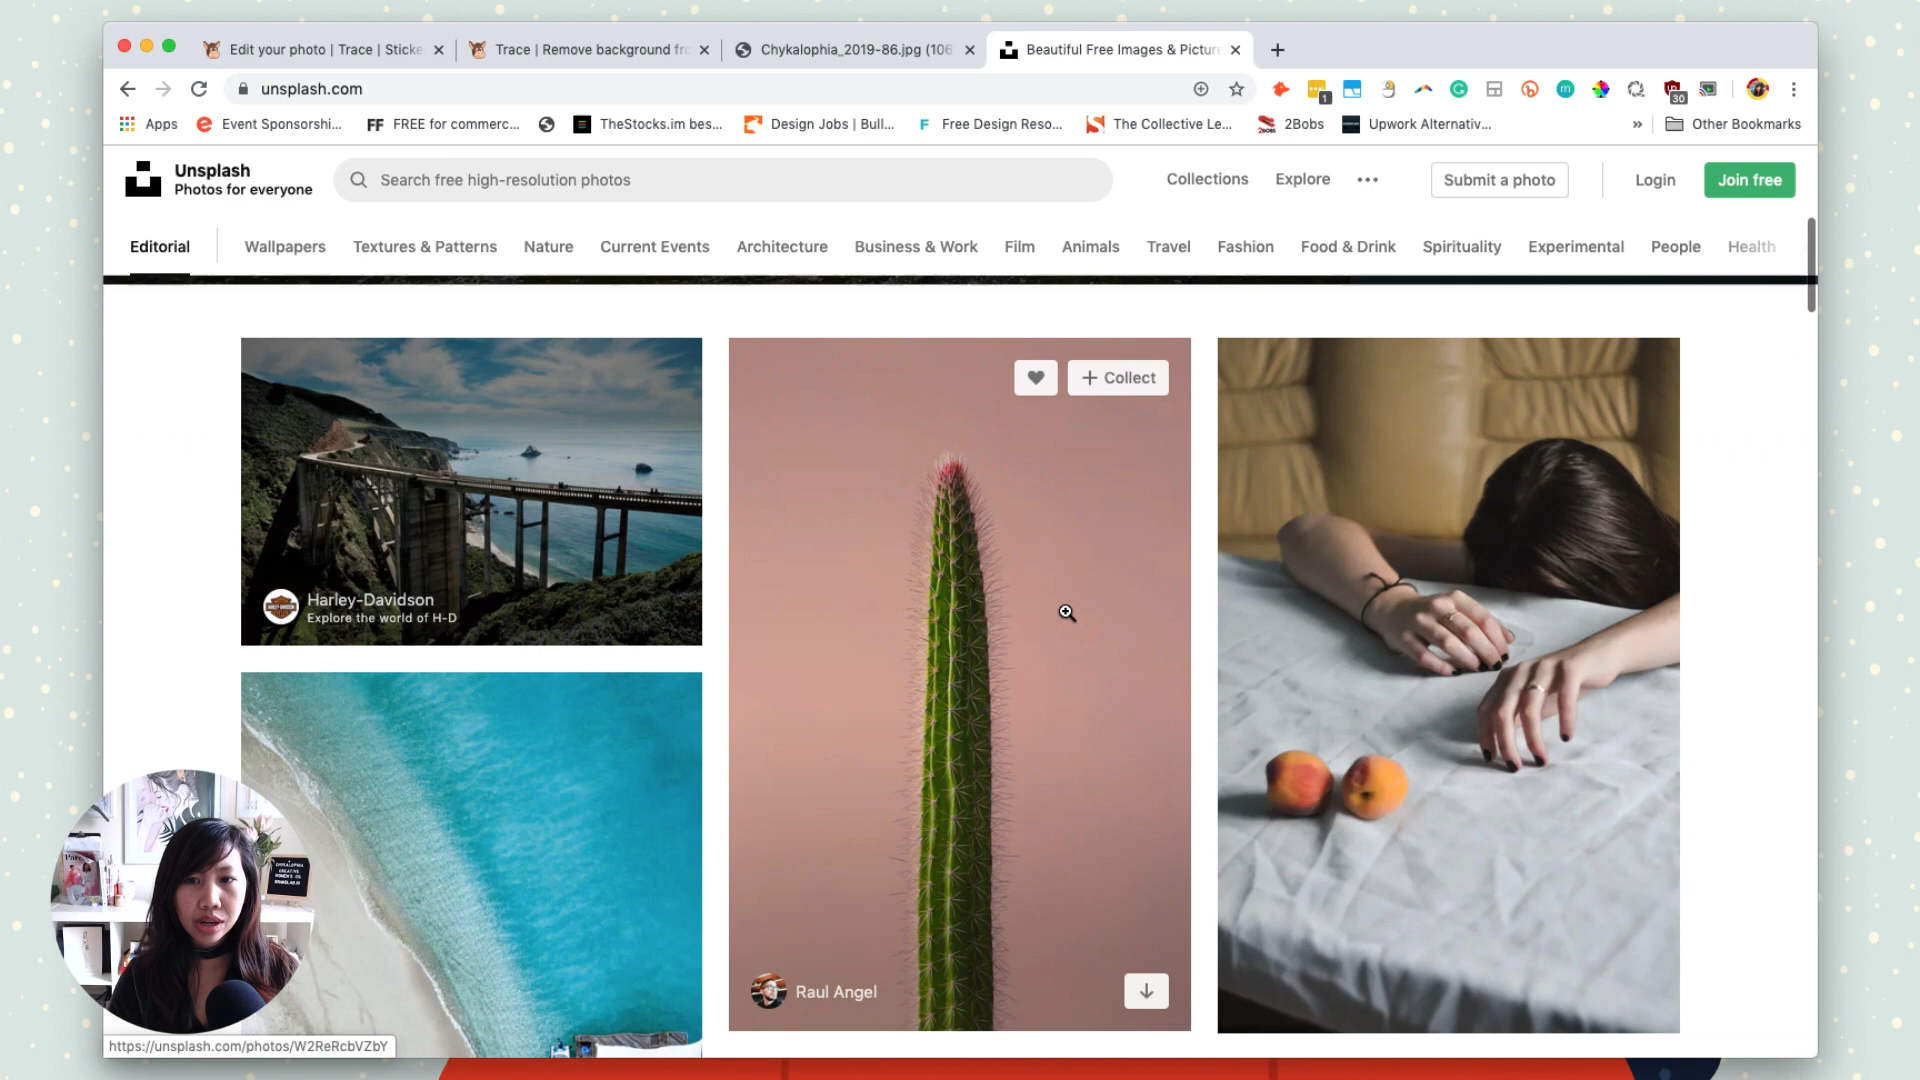 Edit your photo | Trace | Sticke
Trace | Remove background fr
Chykalophia_2019-86.jpg (106
Beautiful Free Images & Pictur
unsplash.com
1
30
Apps
Event Sponsorshi...
FF FREE for commerc...
TheStocks.im bes...
Design Jobs | Bull...
F Free Design Reso...
The Collective Le...
2Bobs
Upwork Alternativ...
»
Other Bookmarks
Unsplash
Photos for everyone
Search free high-resolution photos
Collections
Explore
Submit a photo
Login
Join free
Editorial
Wallpapers
Textures & Patterns
Nature
Current Events
Architecture
Business & Work
Film
Animals
Travel
Fashion
Food & Drink
Spirituality
Experimental
People
Health
+ Collect
Harley-Davidson
Explore the world of H-D
Raul Angel
https://unsplash.com/photos/W2ReRcbVZbY